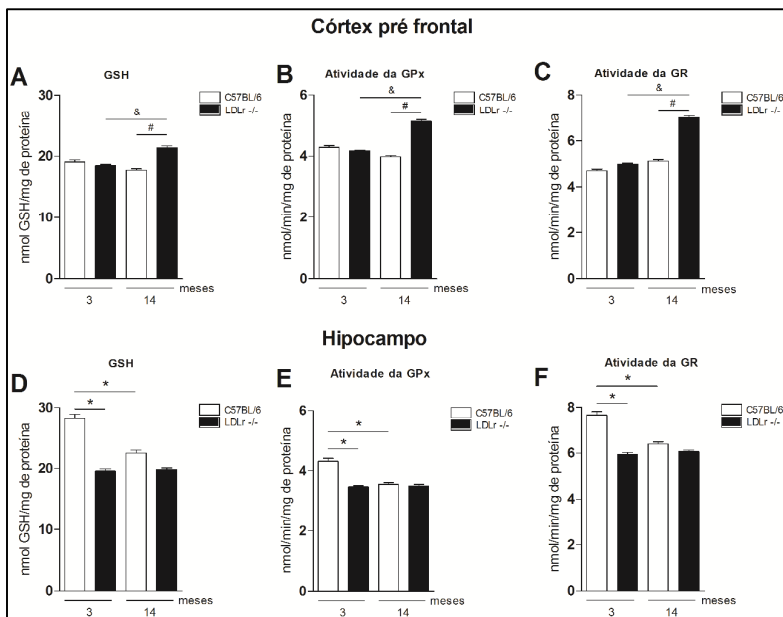 Córtex pré frontal
A
GSH
C57BL/6
LDLr -/-
nmol GSH/mg de proteína
30
20
10
0
&
#
3
14
meses
B
Atividade da GPx
C57BL/6
LDLr -/-
nmol/min/mg de proteína
6
4
2
0
&
#
3
14
meses
C
Atividade da GR
C57BL/6
LDLr -/-
nmol/min/mg de proteína
8
6
4
2
0
&
#
3
14
meses
Hipocampo
D
GSH
C57BL/6
LDLr -/-
nmol GSH/mg de proteína
30
20
10
0
*
*
3
14
meses
E
Atividade da GPx
C57BL/6
LDLr -/-
nmol/min/mg de proteína
6
4
2
0
*
*
3
14
meses
F
Atividade da GR
C57BL/6
LDLr -/-
nmol/min/mg de proteína
8
6
4
2
0
*
*
3
14
meses